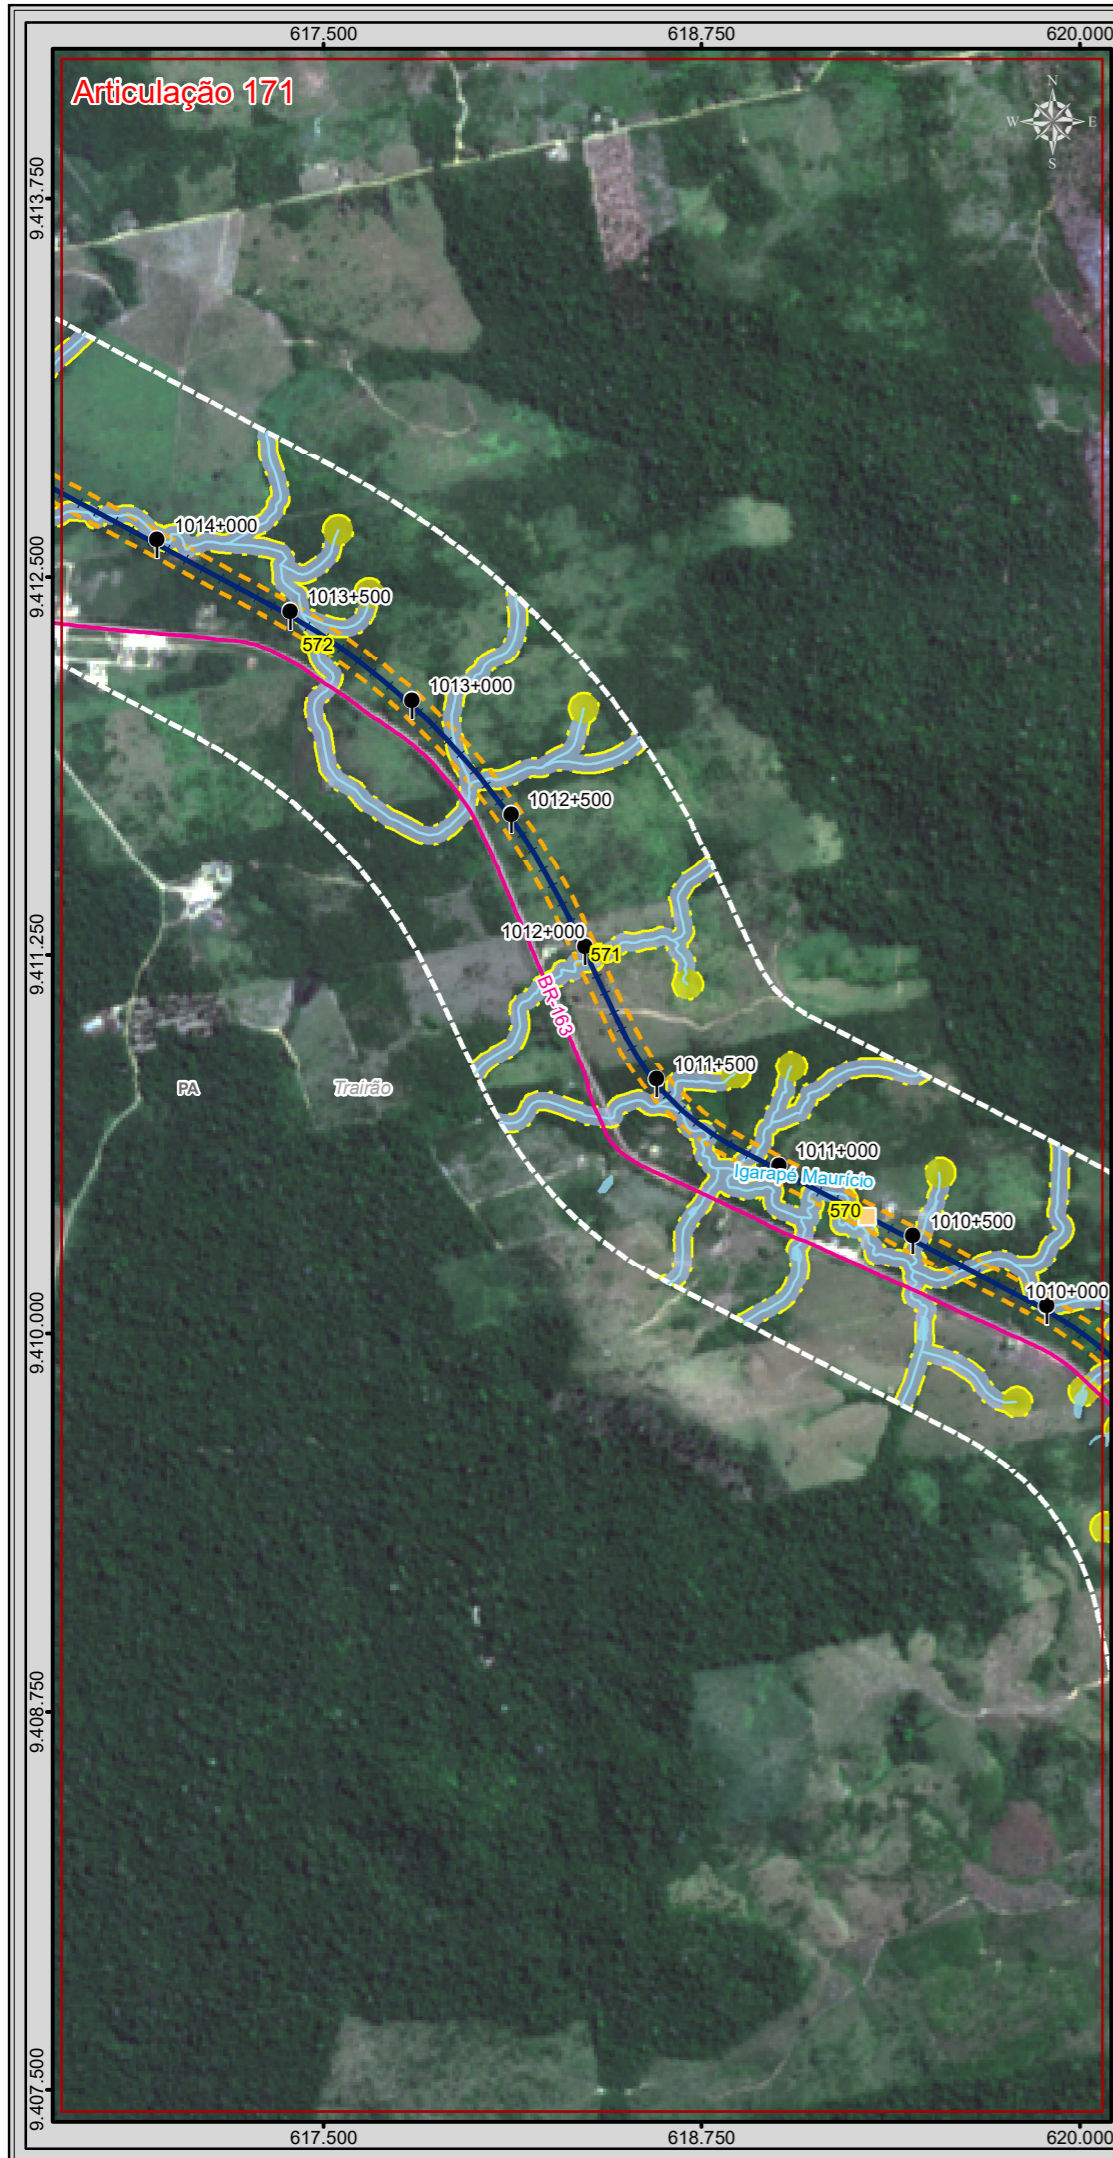 617.500 618.750 620.000
Articulação 171
N
W E
S
9.413.750
1014+000
9.412.500
1013+500
572
1013+000
1012+500
1012+000
571
9.411.250
BR-163
1011+500
PA Trairão
1011+000
Igarapé Maurício
570
1010+500
1010+000
9.410.000
9.408.750
9.407.500
617.500 618.750 620.000